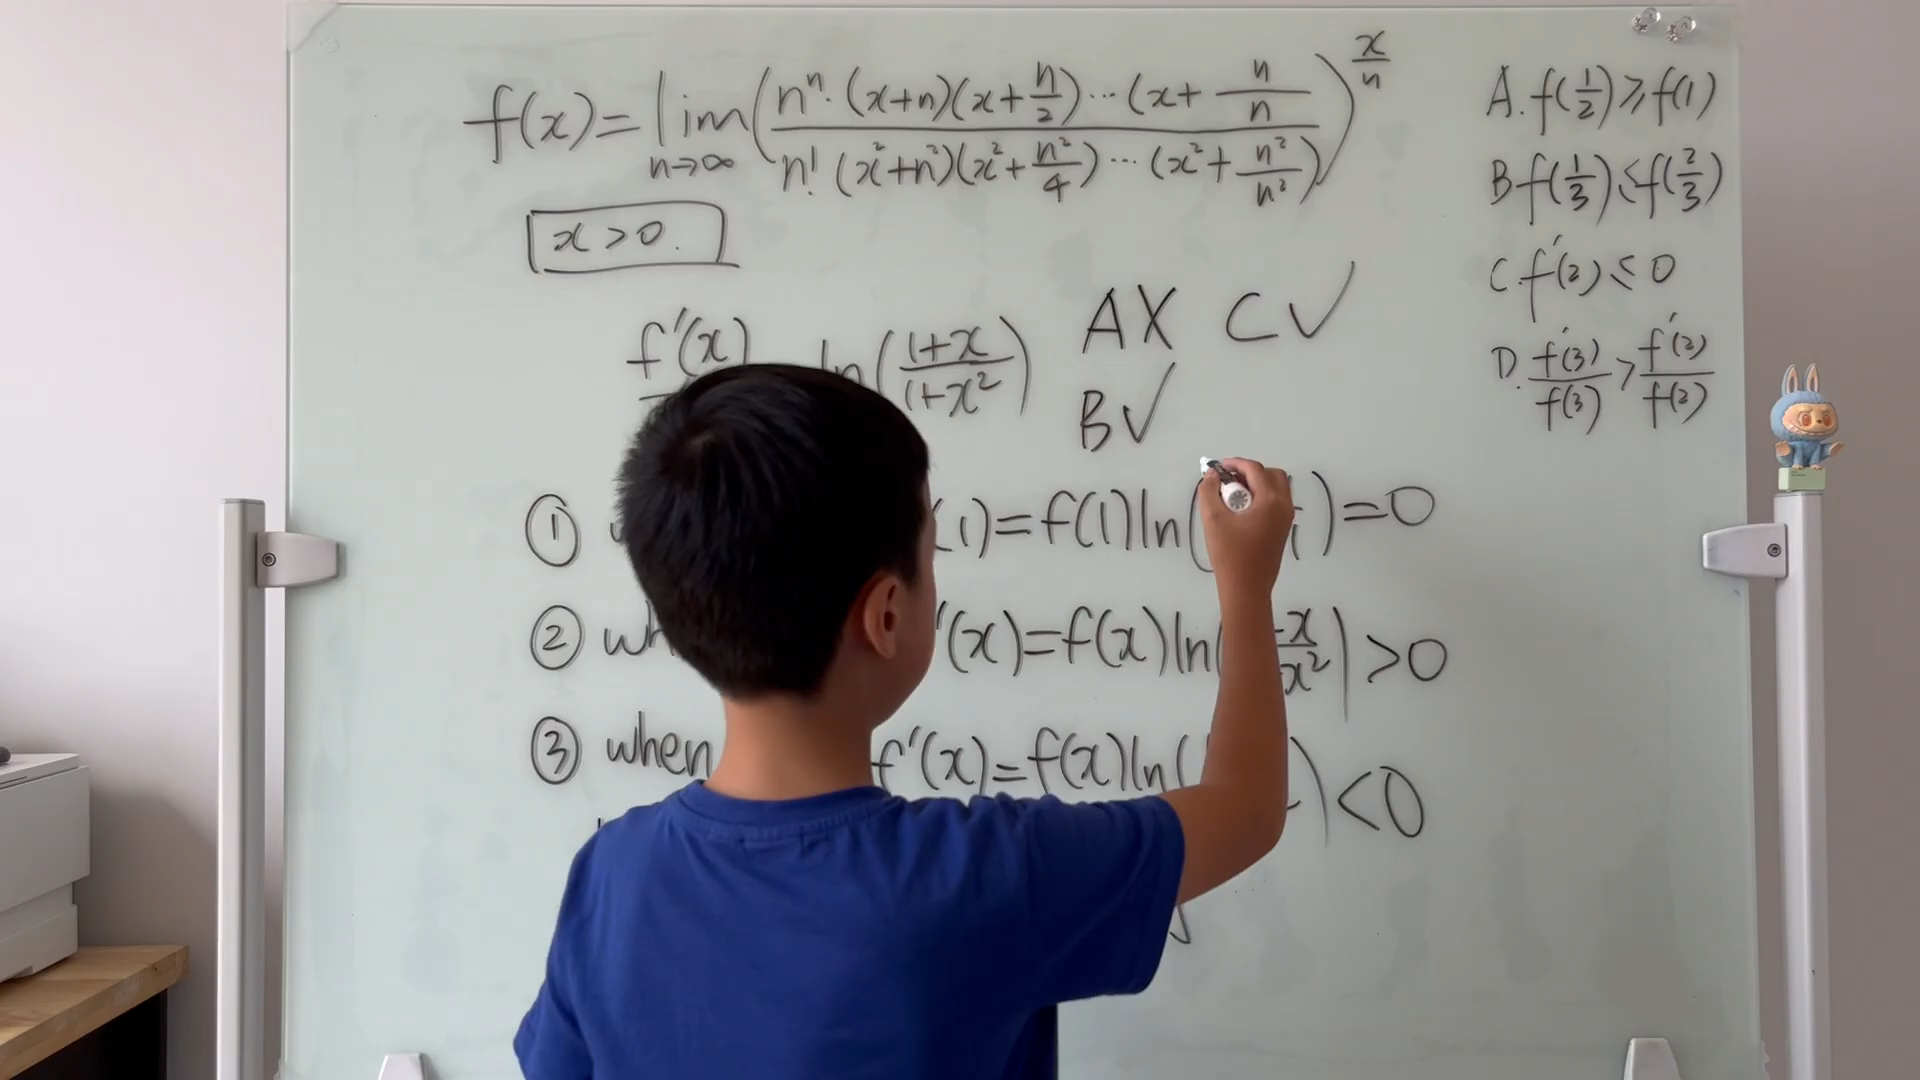 f(x)=lim n→∞ (n^n·(x+n)(x+n/2)···(x+n/n) / n!(x²+n²)(x²+n²/4)···(x²+n²/n²))^(x/n)
x>0.
A. f(1/2)≥f(1)
B f(1/3)≤f(2/3)
C. f'(2)≤0
D. f'(3)/f(3)>f'(2)/f(2)
f'(x) ln((1+x)/(1+x²))
AX C✓
B✓
① (1)=f(1)ln( )=0
② '(x)=f(x)ln( x/x²)>0
③ when f'(x)=f(x)ln( )<0